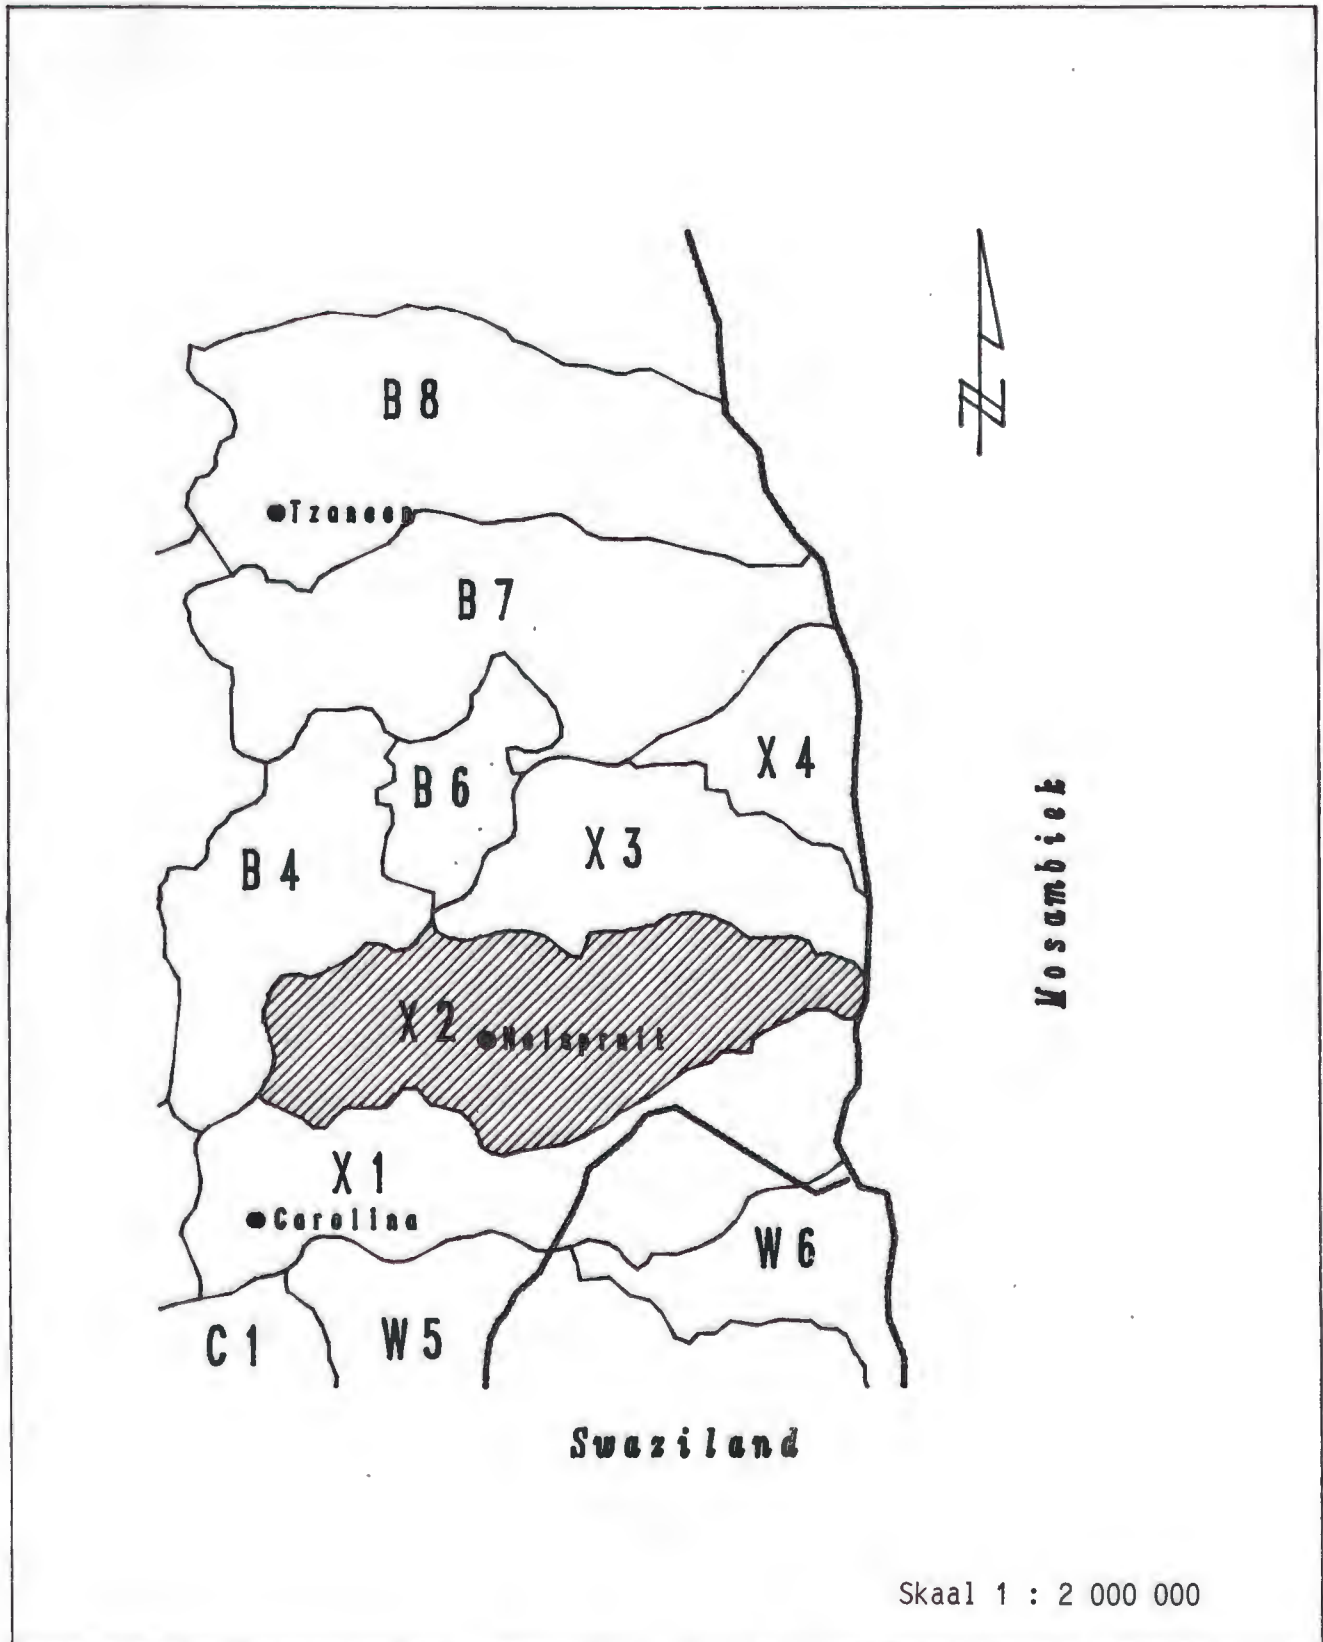 B 8
Tzaneen
B 7
X 4
B 6
X 3
B 4
Mosambiek
X 2
Nelspruit
X 1
Carolina
W 6
C 1
W 5
Swaziland
Skaal 1 : 2 000 000